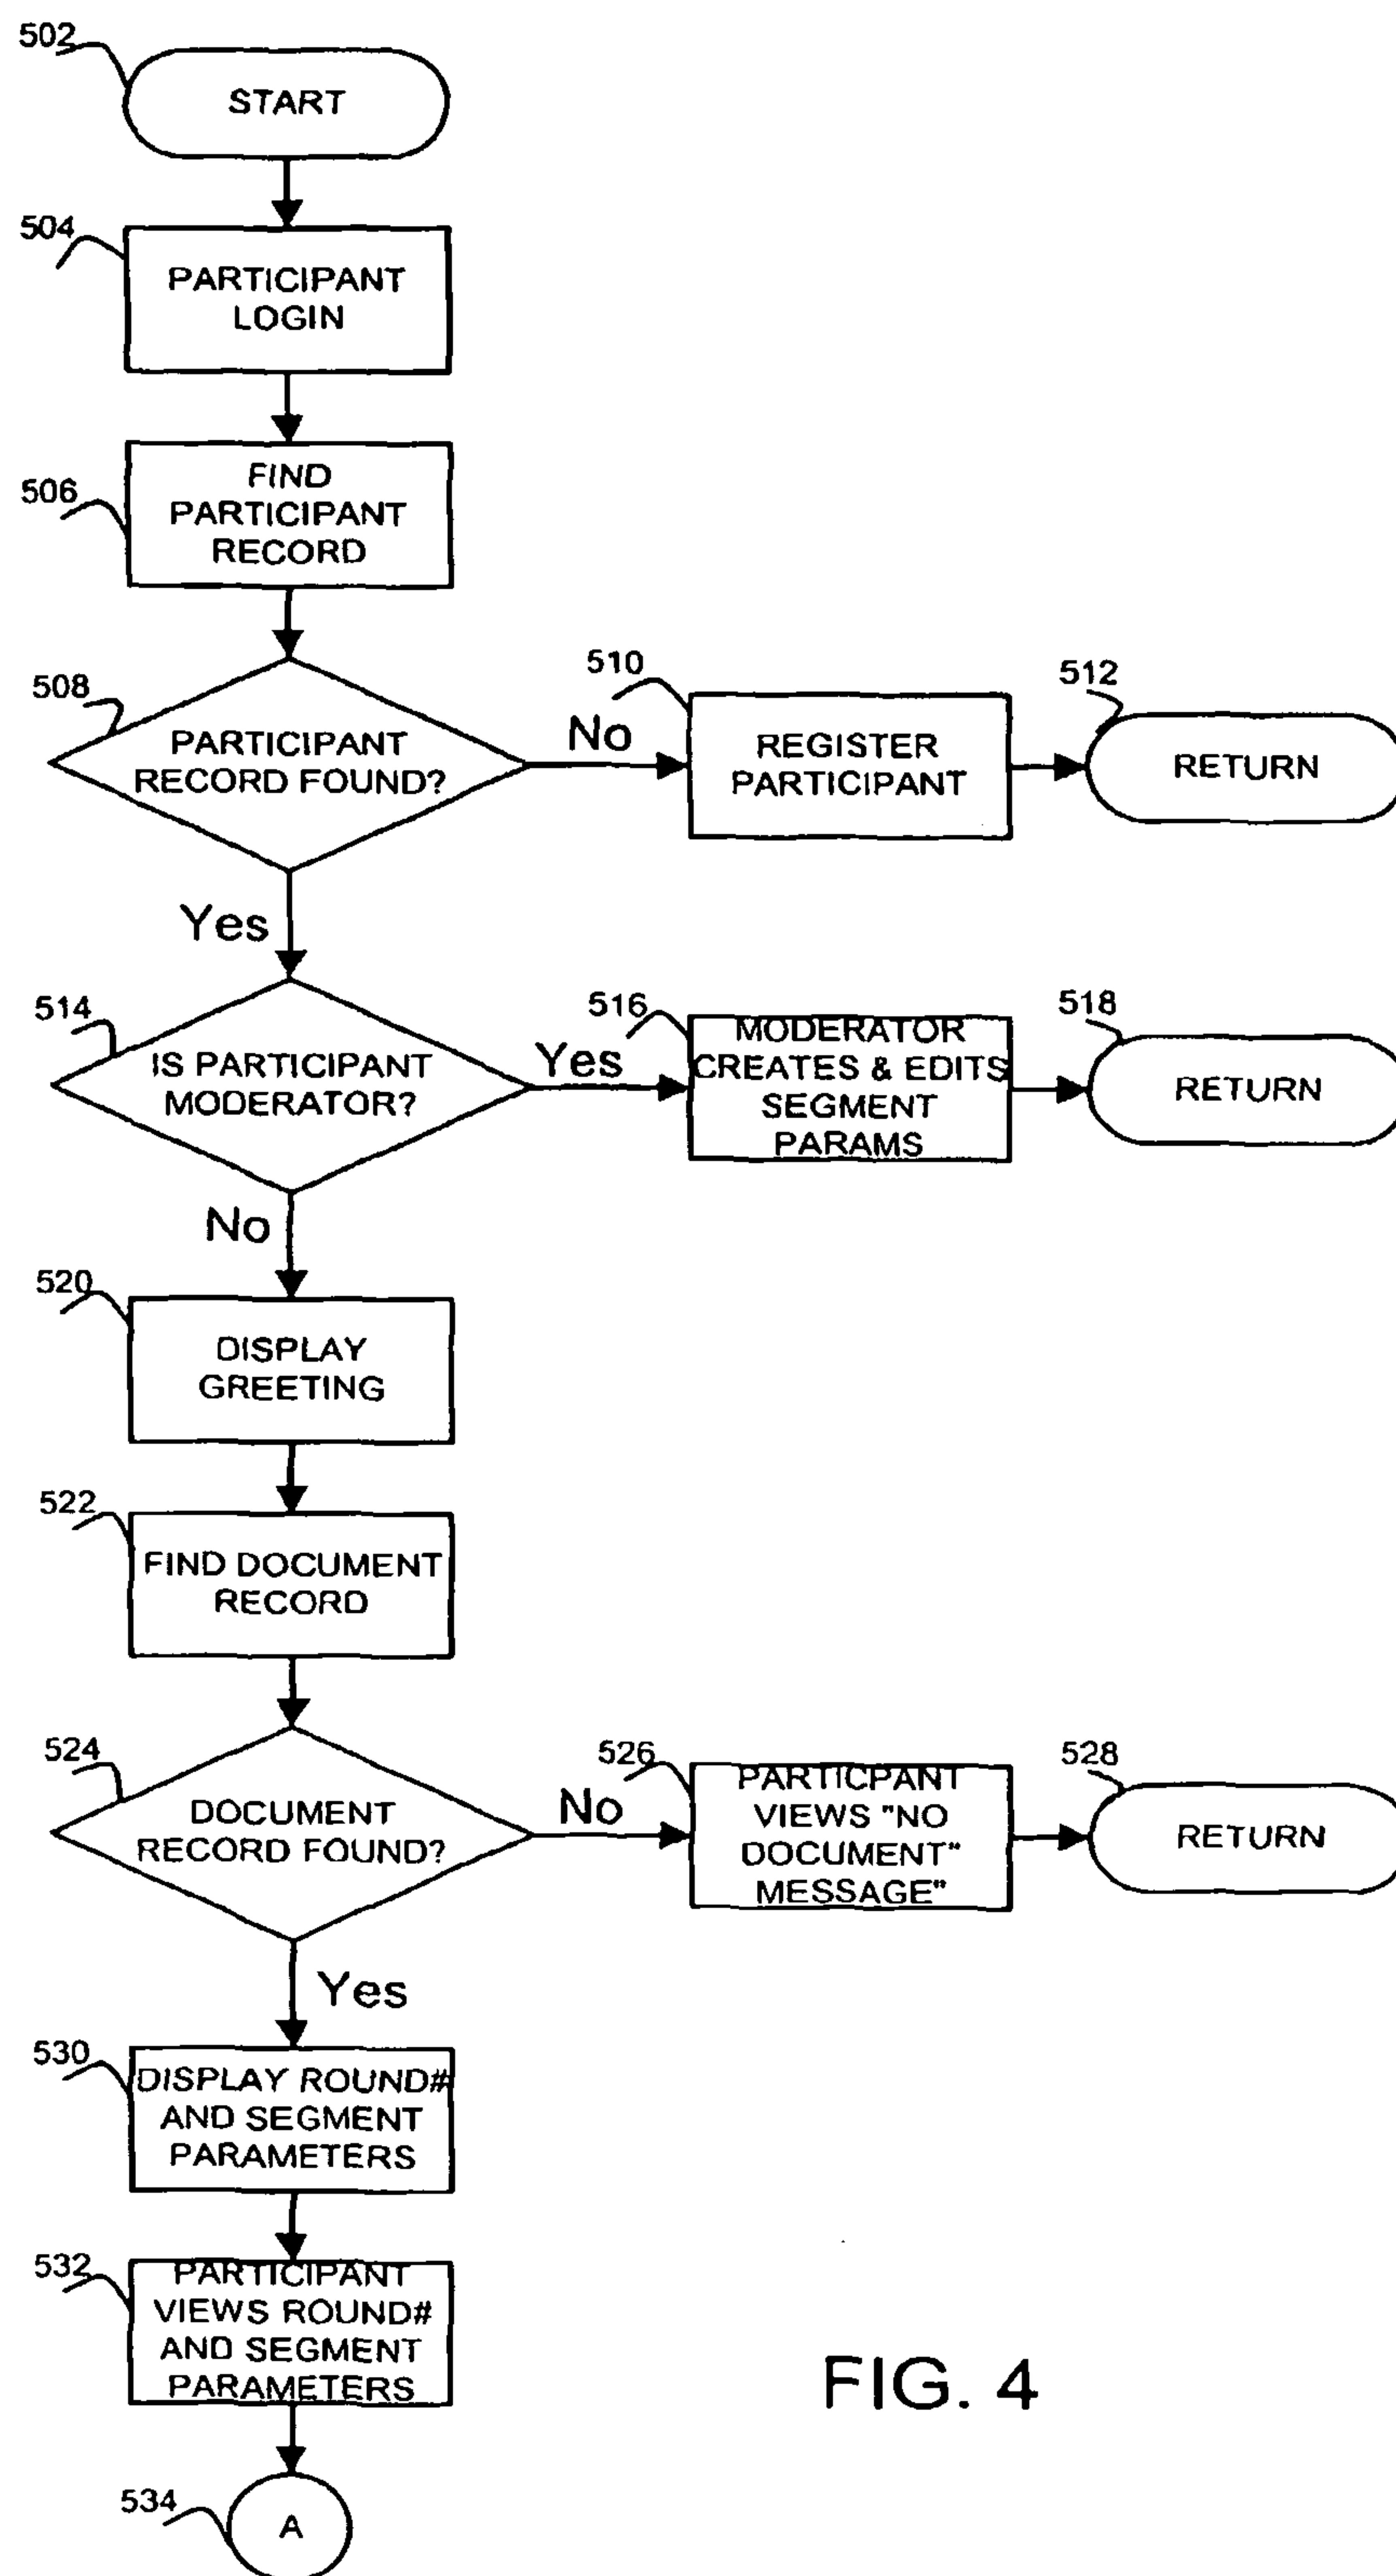 502
START
504
PARTICIPANT
LOGIN
506
FIND
PARTICIPANT
RECORD
508
PARTICIPANT
RECORD FOUND?
No
510
REGISTER
PARTICIPANT
512
RETURN
Yes
514
IS PARTICIPANT
MODERATOR?
Yes
516
MODERATOR
CREATES & EDITS
SEGMENT
PARAMS
518
RETURN
No
520
DISPLAY
GREETING
522
FIND DOCUMENT
RECORD
524
DOCUMENT
RECORD FOUND?
No
526
PARTICPANT
VIEWS "NO
DOCUMENT"
MESSAGE"
528
RETURN
Yes
530
DISPLAY ROUND#
AND SEGMENT
PARAMETERS
532
PARTICIPANT
VIEWS ROUND#
AND SEGMENT
PARAMETERS
534
A
FIG. 4